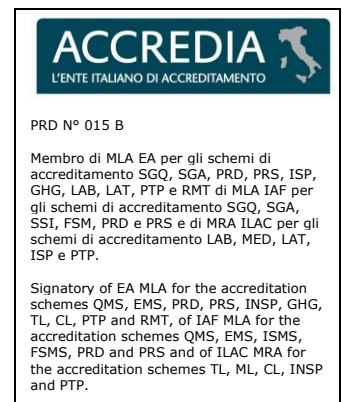 ACCREDIA
L'ENTE ITALIANO DI ACCREDITAMENTO
PRD N° 015 B
Membro di MLA EA per gli schemi di
accreditamento SGQ, SGA, PRD, PRS, ISP,
GHG, LAB, LAT, PTP e RMT di MLA IAF per
gli schemi di accreditamento SGQ, SGA,
SSI, FSM, PRD e PRS e di MRA ILAC per gli
schemi di accreditamento LAB, MED, LAT,
ISP e PTP.
Signatory of EA MLA for the accreditation
schemes QMS, EMS, PRD, PRS, INSP, GHG,
TL, CL, PTP and RMT, of IAF MLA for the
accreditation schemes QMS, EMS, ISMS,
FSMS, PRD and PRS and of ILAC MRA for
the accreditation schemes TL, ML, CL, INSP
and PTP.